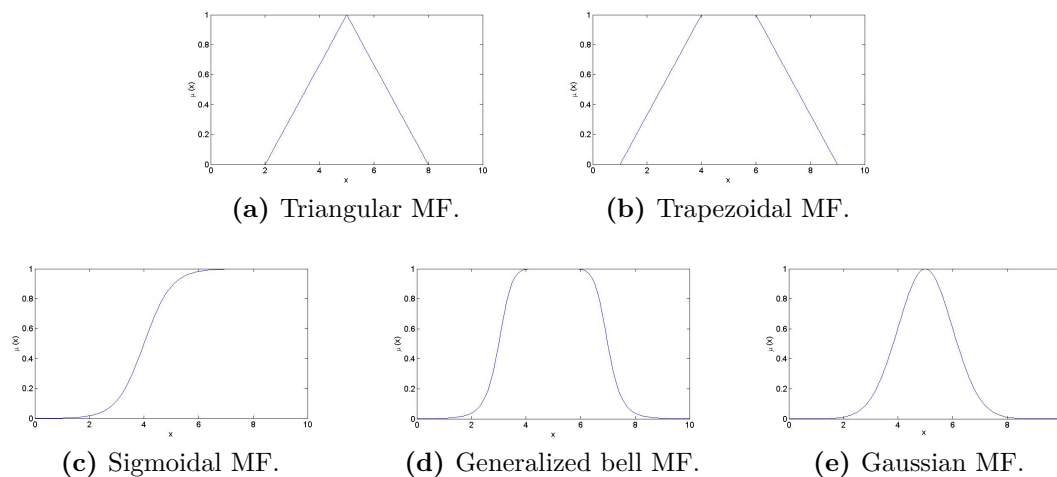 1
0.8
0.6
0.4
0.2
0
μ (x)
0 2 4 6 8 10
x
(a) Triangular MF.
1
0.8
0.6
0.4
0.2
0
μ (x)
0 2 4 6 8 10
x
(b) Trapezoidal MF.
1
0.8
0.6
0.4
0.2
0
μ (x)
0 2 4 6 8 10
x
(c) Sigmoidal MF.
1
0.8
0.6
0.4
0.2
0
μ (x)
0 2 4 6 8 10
x
(d) Generalized bell MF.
1
0.8
0.6
0.4
0.2
0
μ (x)
0 2 4 6 8
x
(e) Gaussian MF.